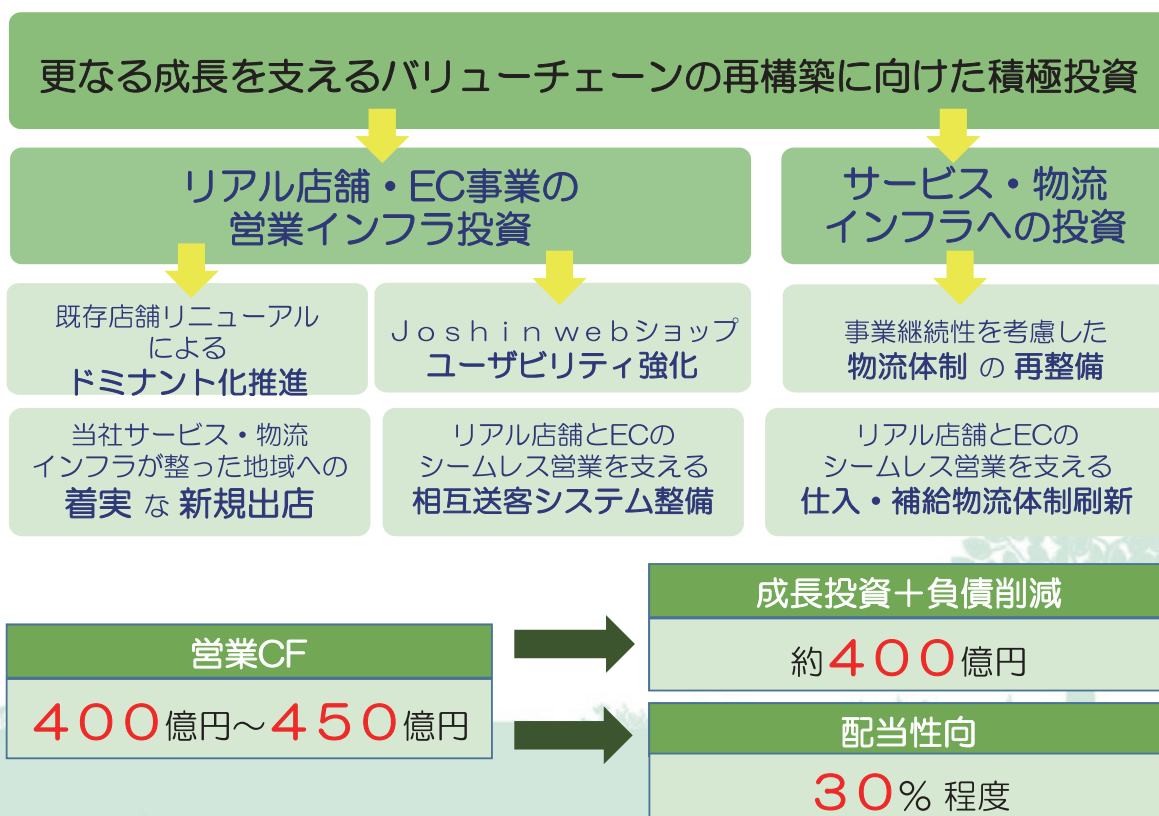 更なる成長を支えるバリューチェーンの再構築に向けた積極投資
リアル店舗・EC事業の
営業インフラ投資
サービス・物流
インフラへの投資
既存店舗リニューアル
による
ドミナント化推進
Ｊｏｓｈｉｎ ｗｅｂショップ
ユーザビリティ強化
事業継続性を考慮した
物流体制 の 再整備
当社サービス・物流
インフラが整った地域への
着実 な 新規出店
リアル店舗とECの
シームレス営業を支える
相互送客システム整備
リアル店舗とECの
シームレス営業を支える
仕入・補給物流体制刷新
営業CF
４００億円～４５０億円
成長投資＋負債削減
約４００億円
配当性向
３０％ 程度